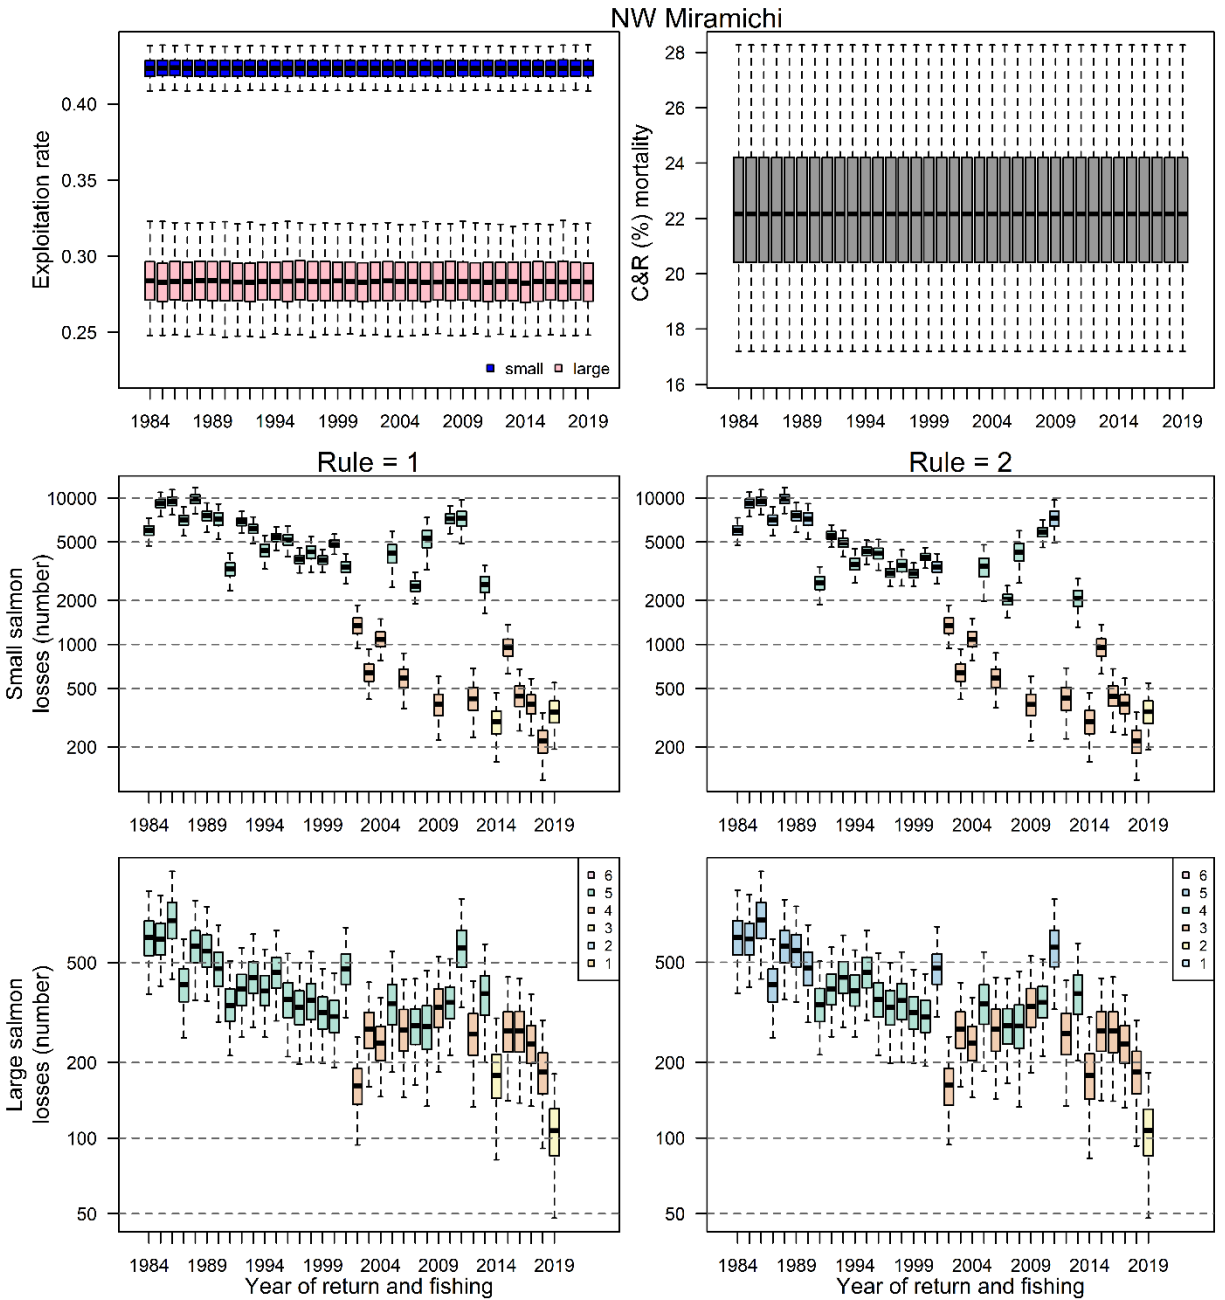 NW Miramichi
Exploitation rate
0.40
0.35
0.30
0.25
small large
1984 1989 1994 1999 2004 2009 2014 2019
C&R (%) mortality
28
26
24
22
20
18
16
1984 1989 1994 1999 2004 2009 2014 2019
Rule = 1
Small salmon
losses (number)
10000
5000
2000
1000
500
200
1984 1989 1994 1999 2004 2009 2014 2019
Rule = 2
10000
5000
2000
1000
500
200
1984 1989 1994 1999 2004 2009 2014 2019
Large salmon
losses (number)
500
200
100
50
6
5
4
3
2
1
1984 1989 1994 1999 2004 2009 2014 2019
Year of return and fishing
500
200
100
50
6
5
4
3
2
1
1984 1989 1994 1999 2004 2009 2014 2019
Year of return and fishing